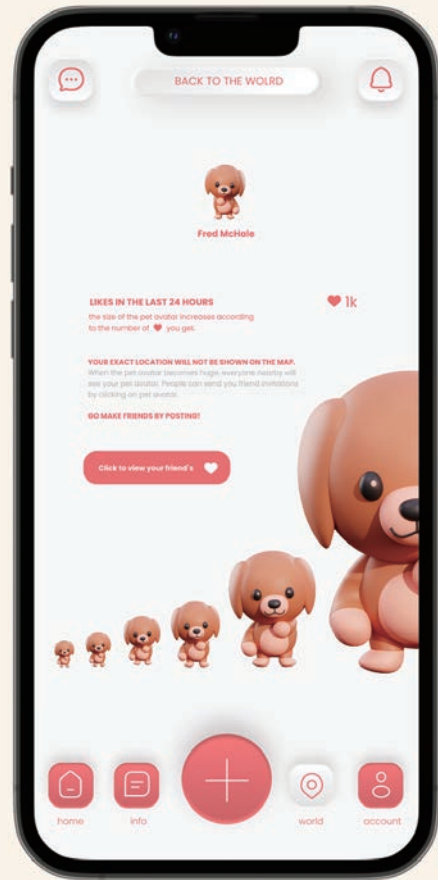 BACK TO THE WOLRD
Fred McHale
LIKES IN THE LAST 24 HOURS
1k
the size of the pet avatar increases according
to the number of you get.
YOUR EXACT LOCATION WILL NOT BE SHOWN ON THE MAP.
When the pet avatar becomes huge, everyone nearby will
see your pet avatar. People can send you friend invitations
by clicking on pet avatar.
GO MAKE FRIENDS BY POSTING!
Click to view your friend's
home
info
world
account